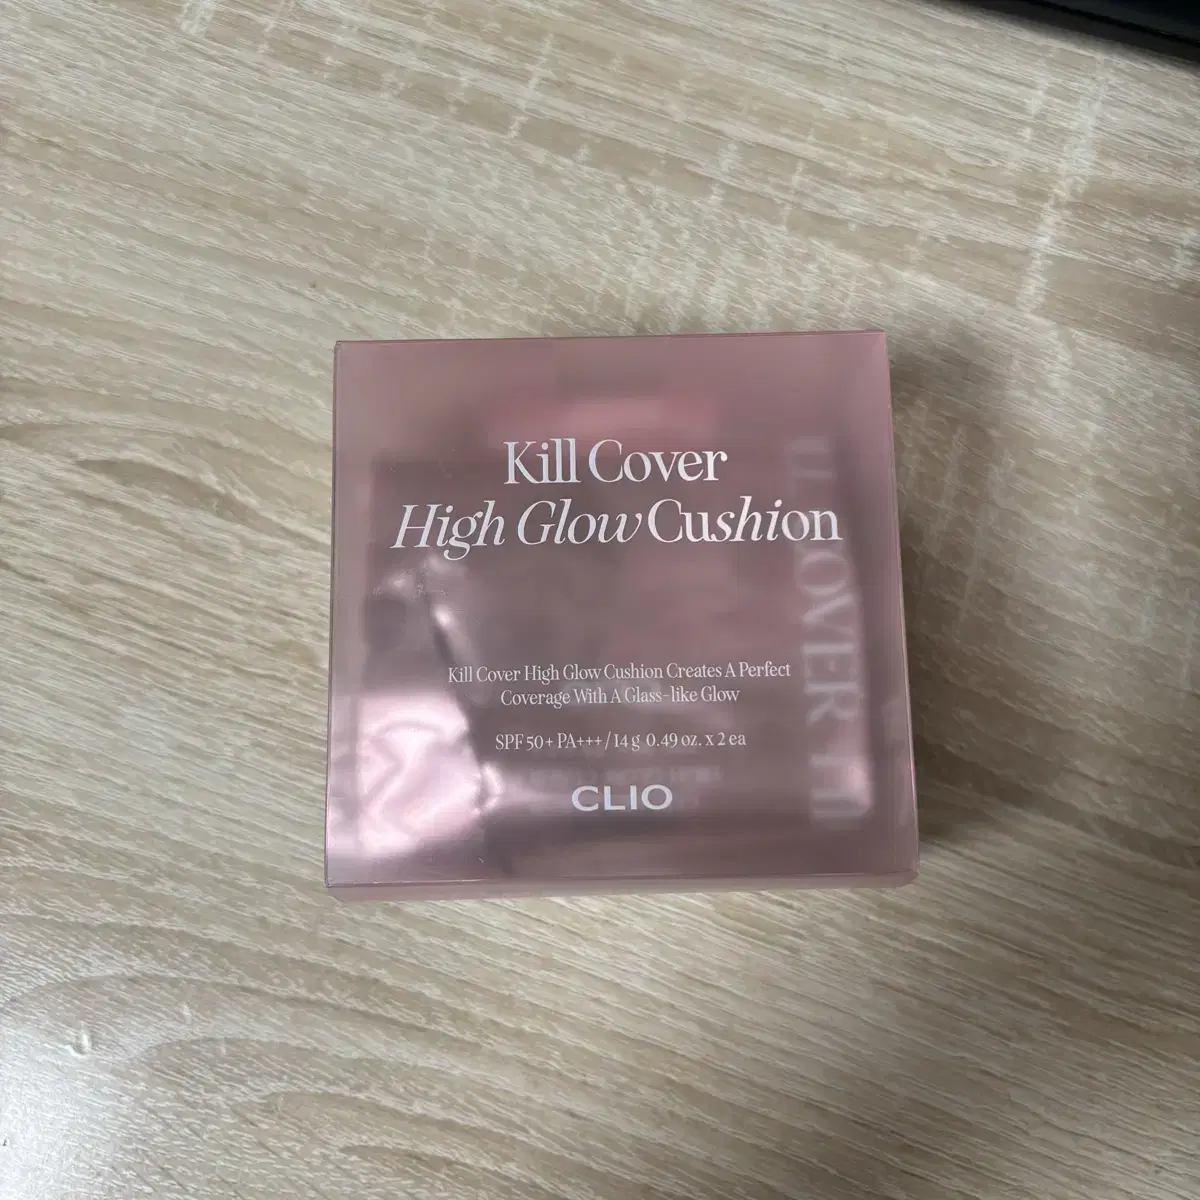 Kill Cover
High Glow Cushion
Kill Cover High Glow Cushion Creates A Perfect
Coverage With A Glass-like Glow
SPF 50+ PA+++ / 14 g 0.49 oz. x 2 ea
CLIO